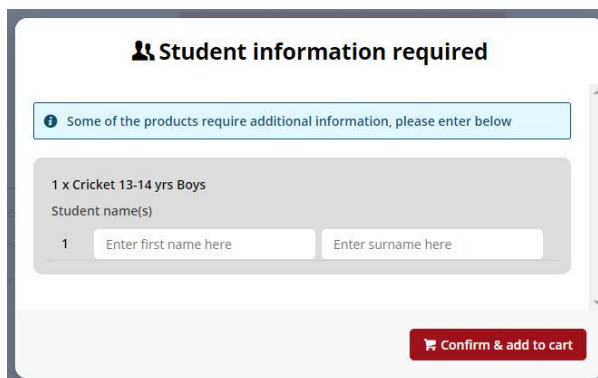 Student information required
Some of the products require additional information, please enter below
1 x Cricket 13-14 yrs Boys
Student name(s)
1 Enter first name here Enter surname here
Confirm & add to cart